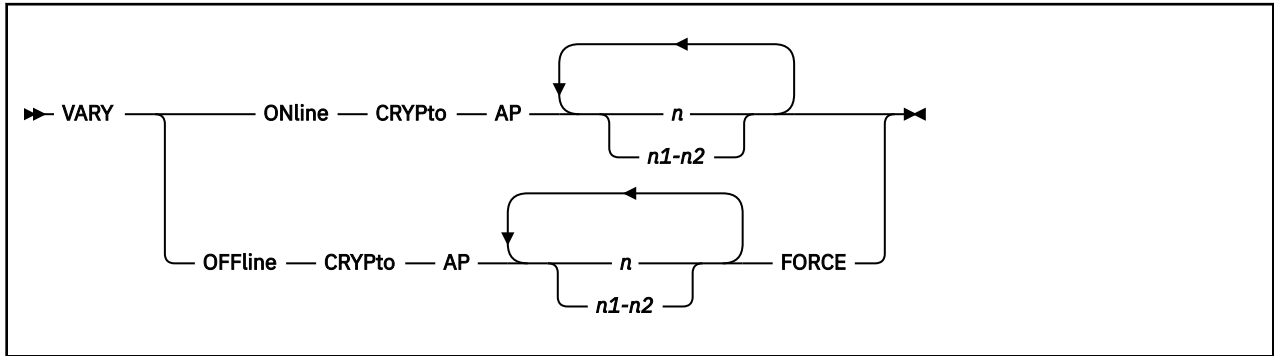 VARY ONline CRYPto AP n
n1-n2
OFFline CRYPto AP n FORCE
n1-n2